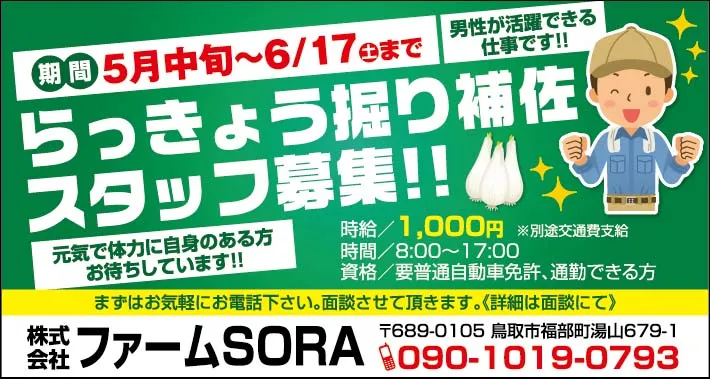 期間 5月中旬～6/17㊏まで
男性が活躍できる
仕事です!!
らっきょう掘り補佐
スタッフ募集!!
元気で体力に自身のある方
お待ちしています!!
時給／1,000円 ※別途交通費支給
時間／8:00～17:00
資格／要普通自動車免許、通勤できる方
まずはお気軽にお電話下さい。面談させて頂きます。《詳細は面談にて》
株式会社 ファームSORA
〒689-0105 鳥取市福部町湯山679-1
090-1019-0793